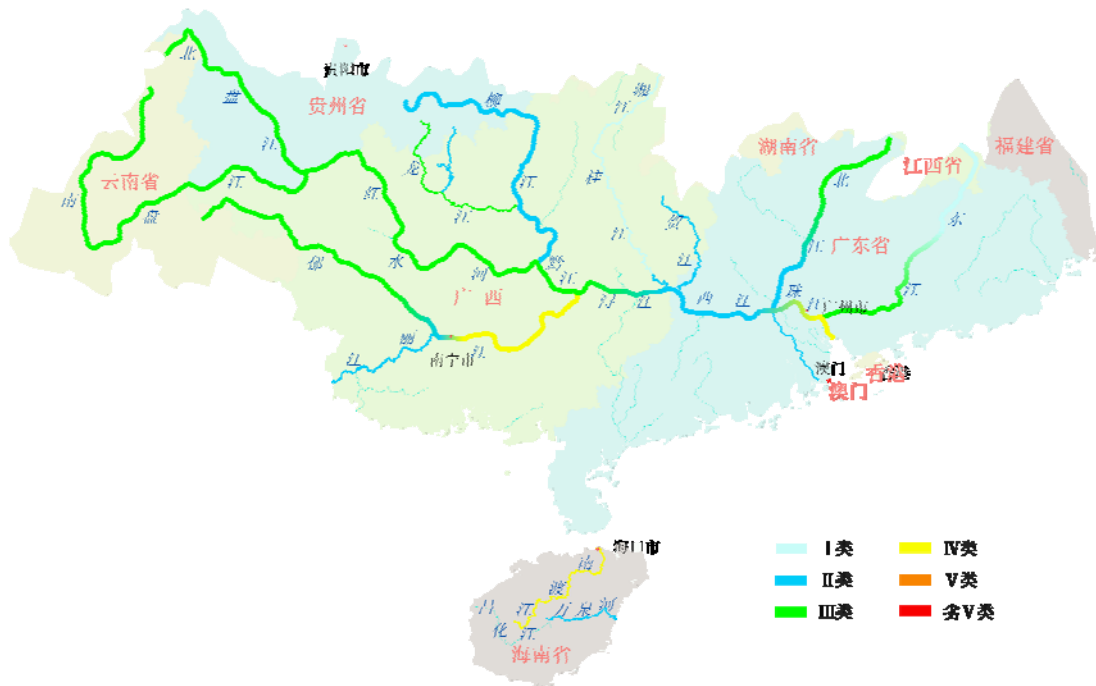 北
盘
江
贵阳市
贵州省
柳
江
湘
江
龙
江
云南省
南
盘
江
红
水
河
桂
江
贺
江
湖南省
江西省
福建省
北
江
东
江
广东省
珠
江
广州市
郁
江
黔
江
广 西
浔
江
西
江
丽
江
南宁市
澳门
香港
澳门
海口市
南
渡
江
万
泉
河
昌
化
江
海南省
Ⅰ类
Ⅱ类
Ⅲ类
Ⅳ类
Ⅴ类
劣Ⅴ类